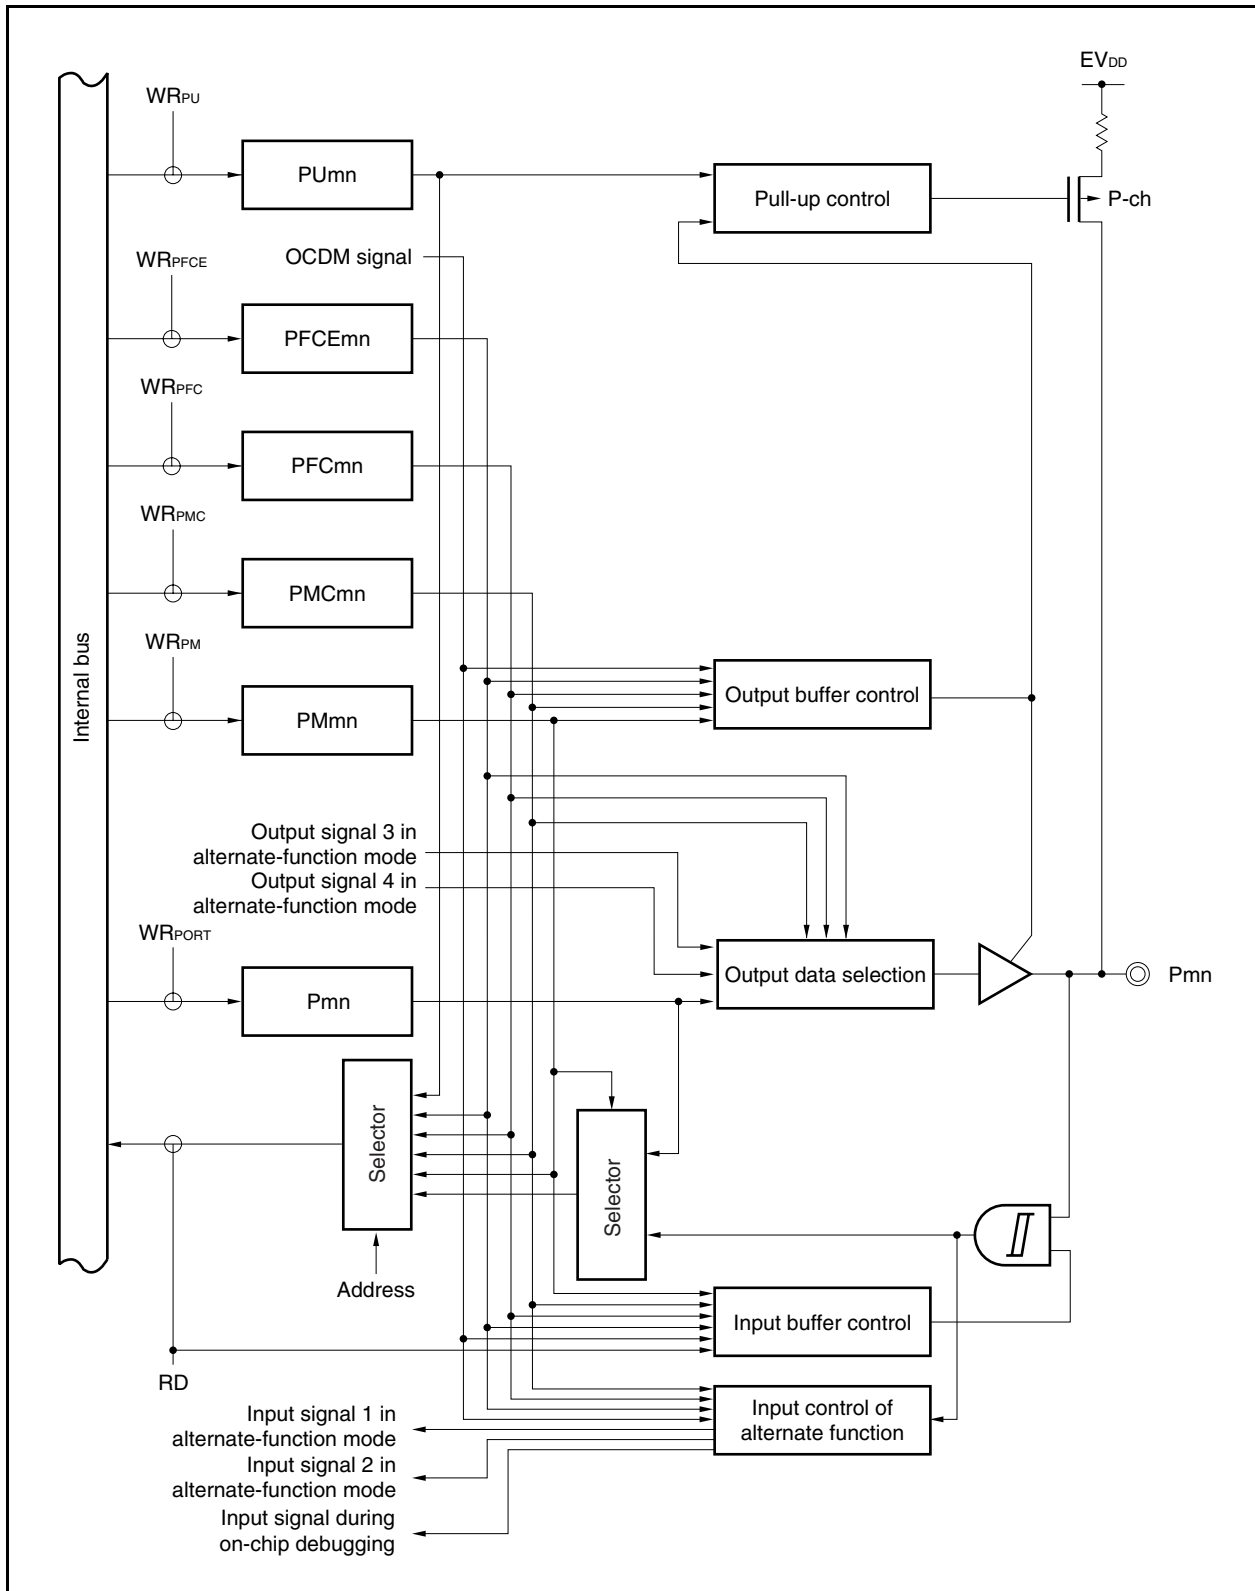 EVDD
WRPU
PUmn
Pull-up control
P-ch
OCDM signal
WRPFCE
PFCEmn
WRPFC
PFCmn
WRPMC
PMCmn
Internal bus
WRPM
PMmn
Output buffer control
Output signal 3 in
alternate-function mode
Output signal 4 in
alternate-function mode
WRPORT
Pmn
Output data selection
Pmn
Selector
Selector
Address
Input buffer control
RD
Input control of
alternate function
Input signal 1 in
alternate-function mode
Input signal 2 in
alternate-function mode
Input signal during
on-chip debugging